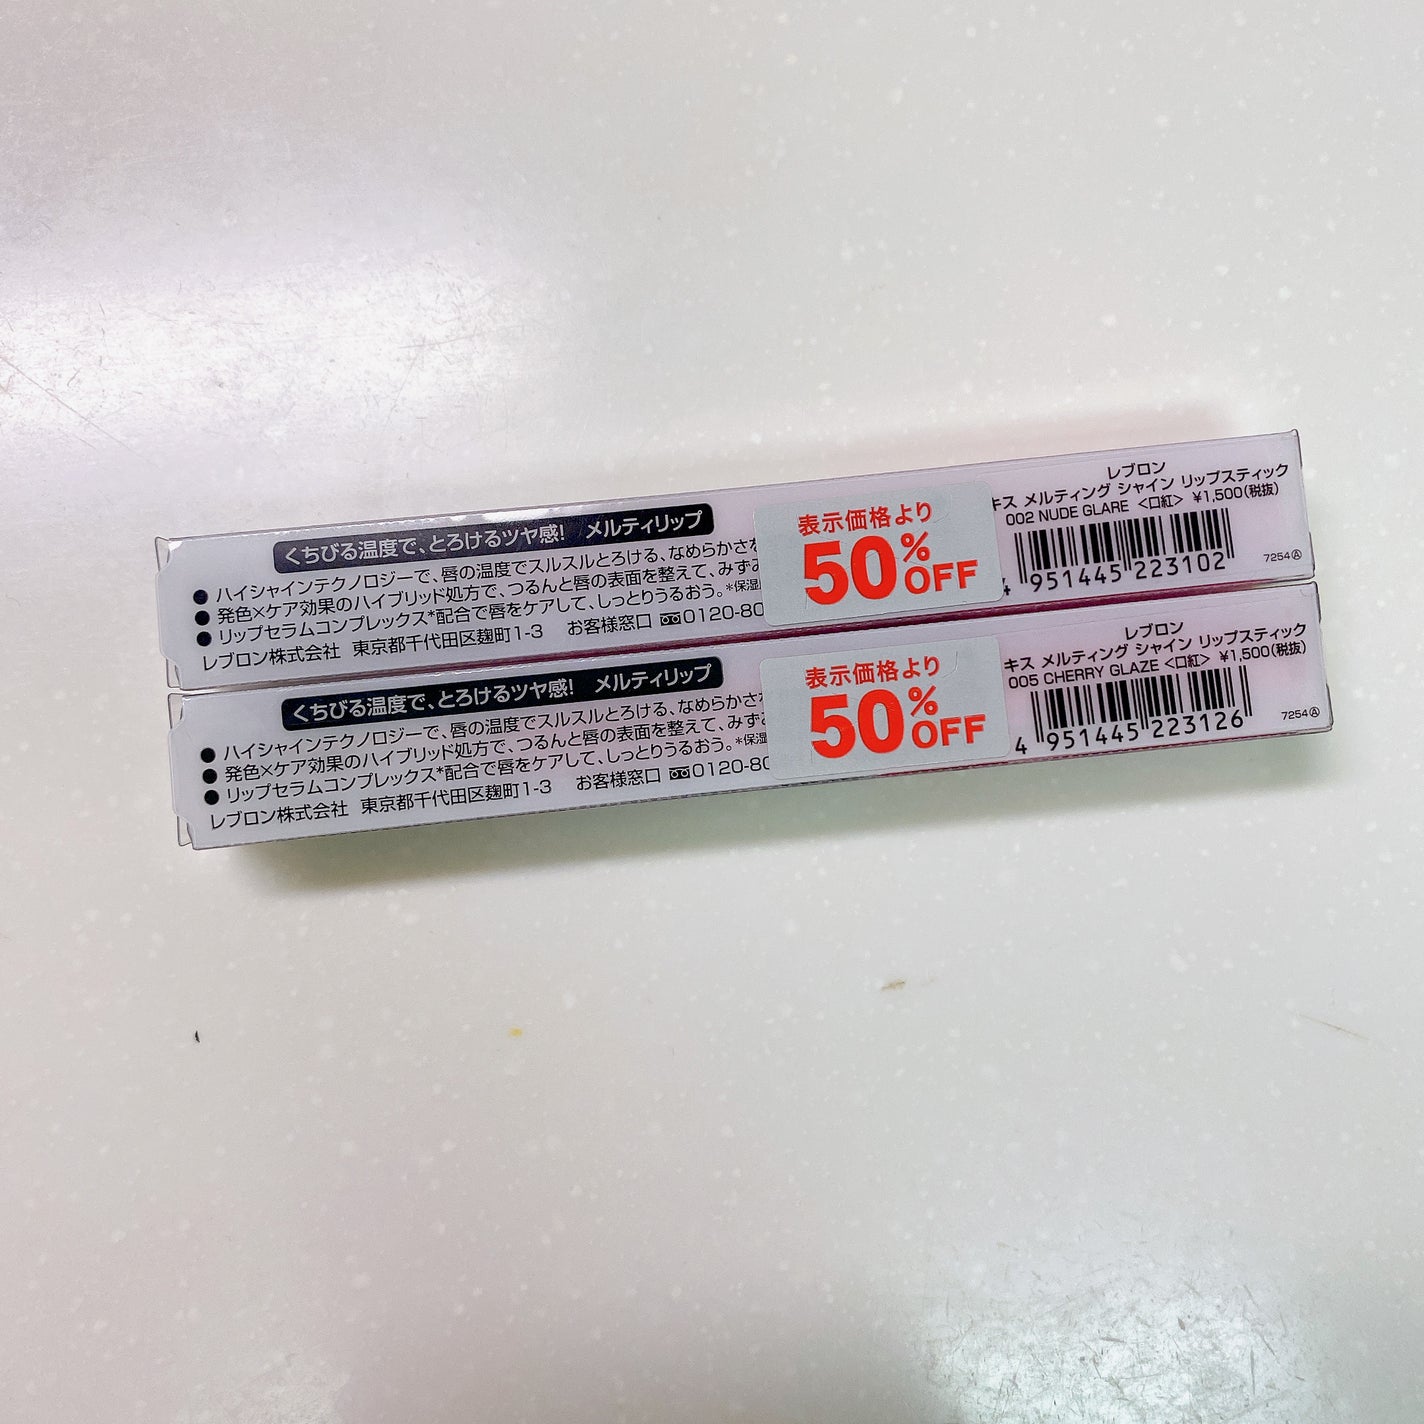 くちびる温度で、とろけるツヤ感! メルティリップ
●ハイシャインテクノロジーで、唇の温度でスルスルとろける、なめらかさ
●発色×ケア効果のハイブリッド処方で、つるんと唇の表面を整えて、みず
●リップセラムコンプレックス*配合で唇をケアして、しっとりうるおう。*保湿
レブロン株式会社 東京都千代田区麹町1-3 お客様窓口 0120-80
表示価格より
50%OFF
レブロン
キス メルティング シャイン リップスティック
002 NUDE GLARE <口紅> ¥1,500(税抜)
4 951445 223102
7254Ⓐ
くちびる温度で、とろけるツヤ感! メルティリップ
●ハイシャインテクノロジーで、唇の温度でスルスルとろける、なめらかさ
●発色×ケア効果のハイブリッド処方で、つるんと唇の表面を整えて、みず
●リップセラムコンプレックス*配合で唇をケアして、しっとりうるおう。*保湿
レブロン株式会社 東京都千代田区麹町1-3 お客様窓口 0120-80
表示価格より
50%OFF
レブロン
キス メルティング シャイン リップスティック
005 CHERRY GLAZE <口紅> ¥1,500(税抜)
4 951445 223126
7254Ⓐ